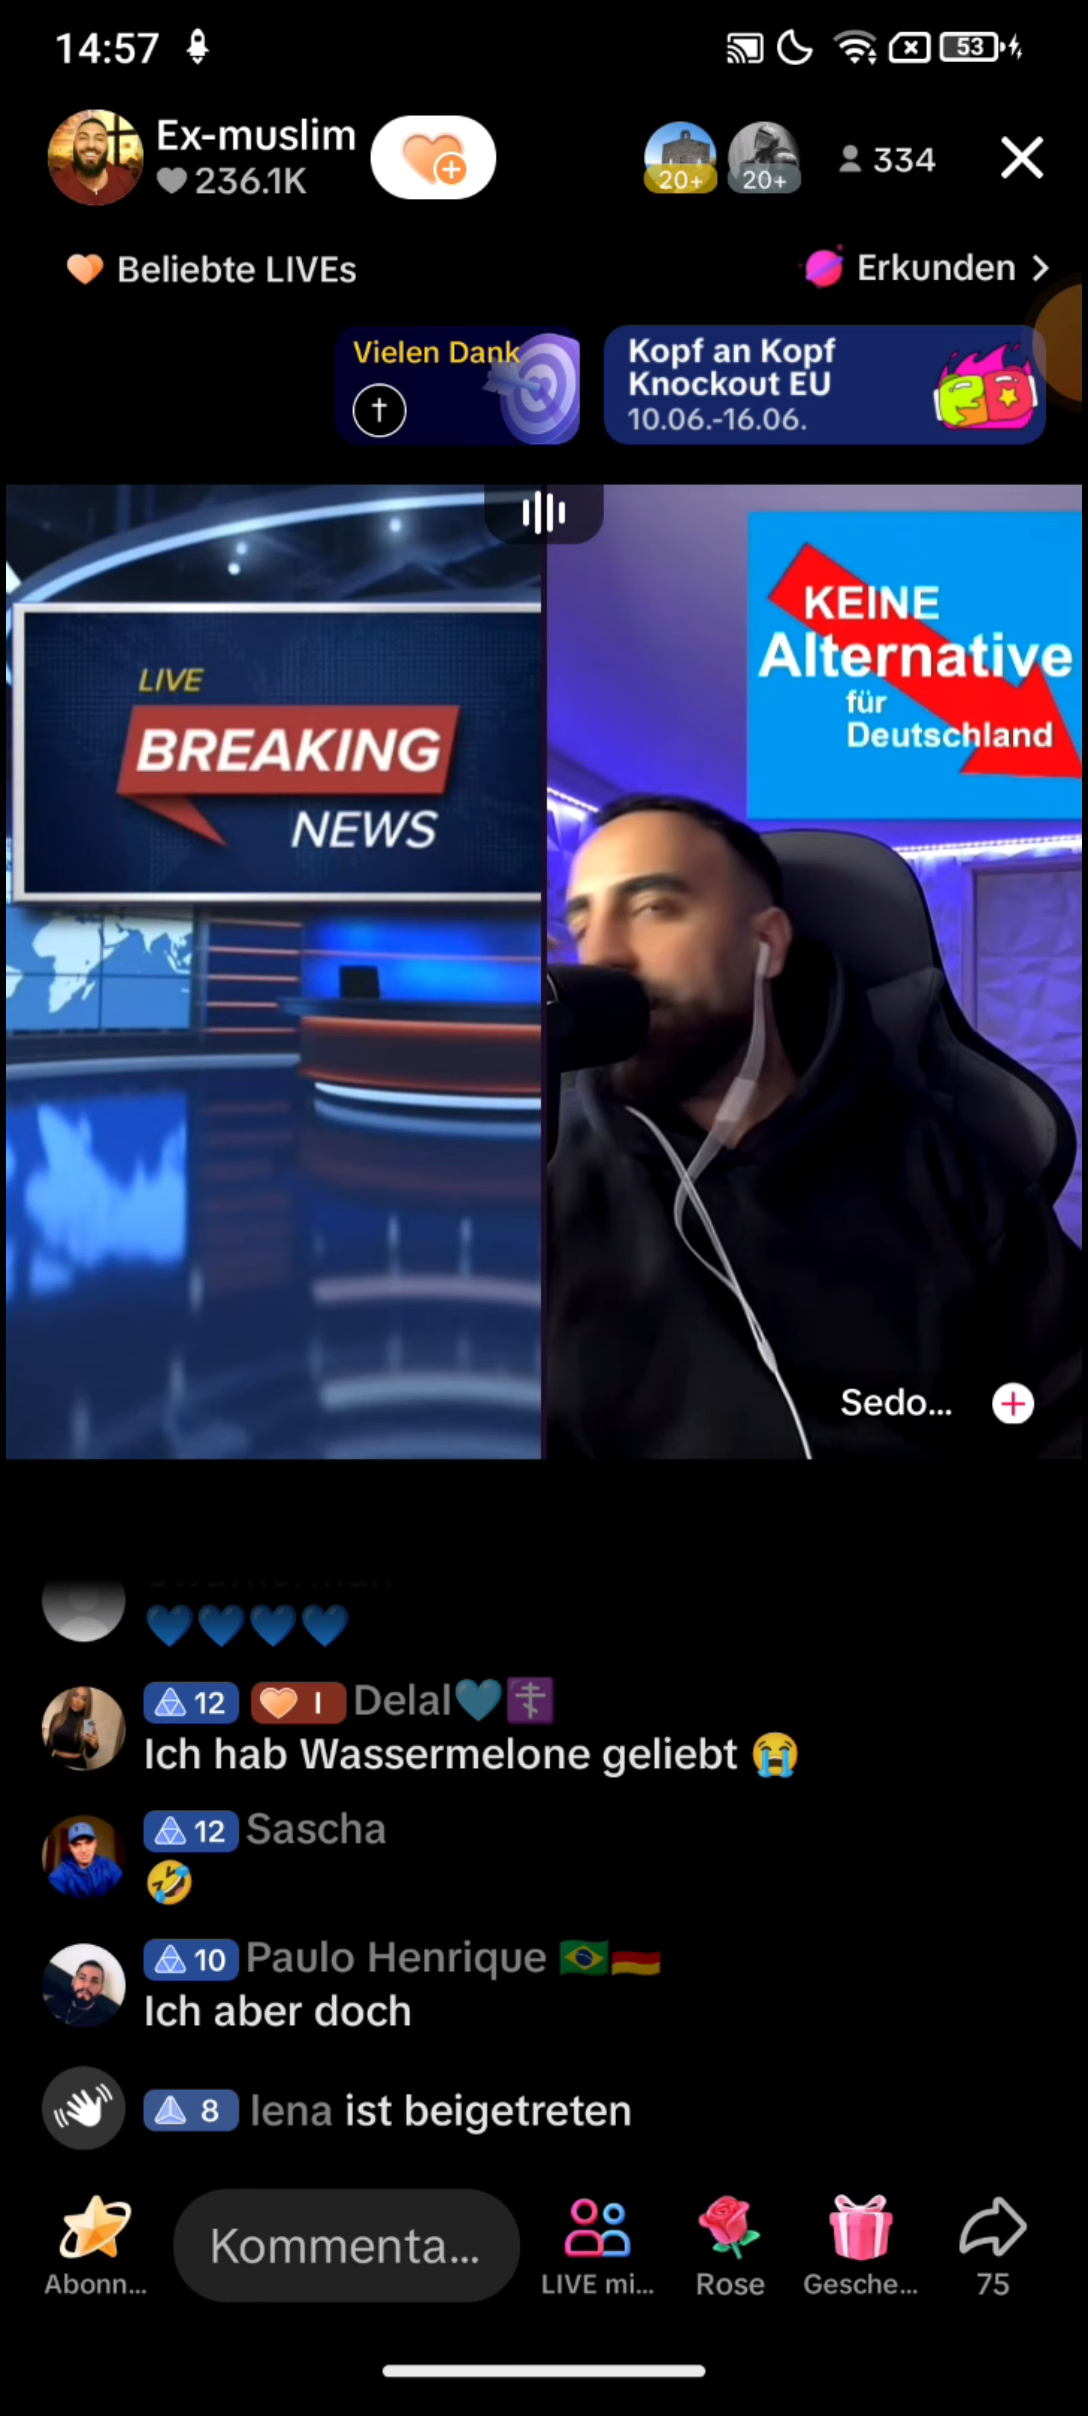 14:57
53
Ex-muslim
236.1K
20+
20+
334
Beliebte LIVEs
Erkunden
Vielen Dank
Kopf an Kopf
Knockout EU
10.06.-16.06.
LIVE
BREAKING
NEWS
KEINE
Alternative
für
Deutschland
Sedo...
12 I Delal
Ich hab Wassermelone geliebt
12 Sascha
10 Paulo Henrique
Ich aber doch
8 lena ist beigetreten
Kommenta...
Abonn...
LIVE mi...
Rose
Gesche...
75